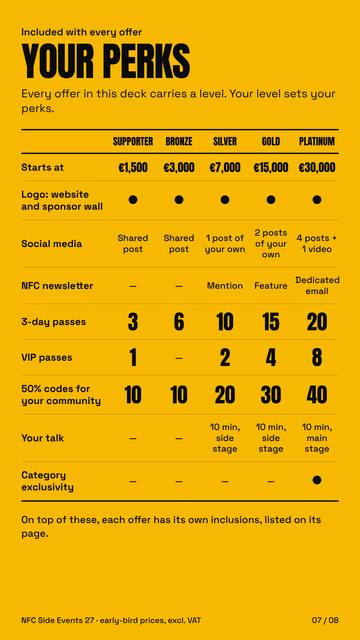 Included with every offer
YOUR PERKS
Every offer in this deck carries a level. Your level sets your
perks.
SUPPORTER BRONZE SILVER GOLD PLATINUM
Starts at €1,500 €3,000 €7,000 €15,000 €30,000
Logo: website
and sponsor wall ● ● ● ● ●
Social media Shared post Shared post 1 post of your own 2 posts of your own 4 posts + 1 video
NFC newsletter — — Mention Feature Dedicated email
3-day passes 3 6 10 15 20
VIP passes 1 — 2 4 8
50% codes for
your community 10 10 20 30 40
Your talk — — 10 min, side stage 10 min, side stage 10 min, main stage
Category
exclusivity — — — — ●
On top of these, each offer has its own inclusions, listed on its
page.
NFC Side Events 27 · early-bird prices, excl. VAT 07 / 08